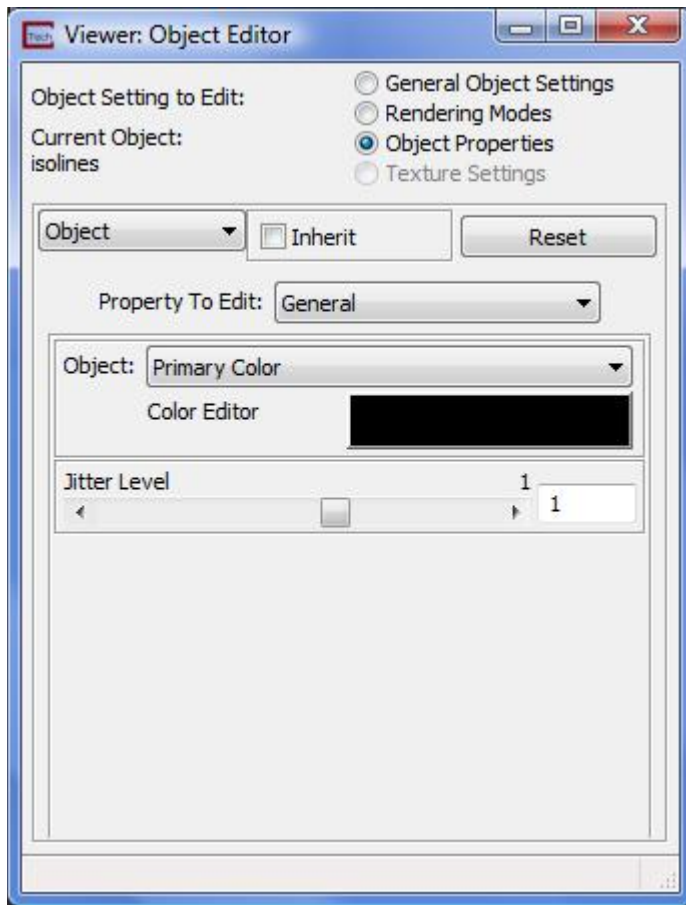 Tech Viewer: Object Editor
Object Setting to Edit:
General Object Settings
Rendering Modes
Current Object:
isolines
Object Properties
Texture Settings
Object Inherit Reset
Property To Edit: General
Object: Primary Color
Color Editor
Jitter Level 1
1